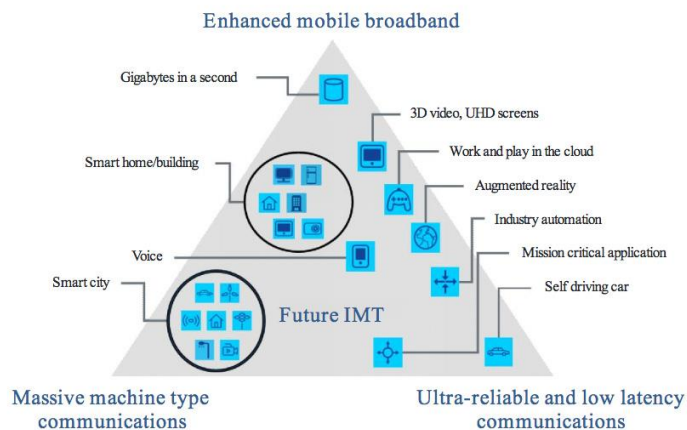 Enhanced mobile broadband
Gigabytes in a second
3D video, UHD screens
Smart home/building
Work and play in the cloud
Augmented reality
Industry automation
Voice
Mission critical application
Smart city
Self driving car
Future IMT
Massive machine type
communications
Ultra-reliable and low latency
communications